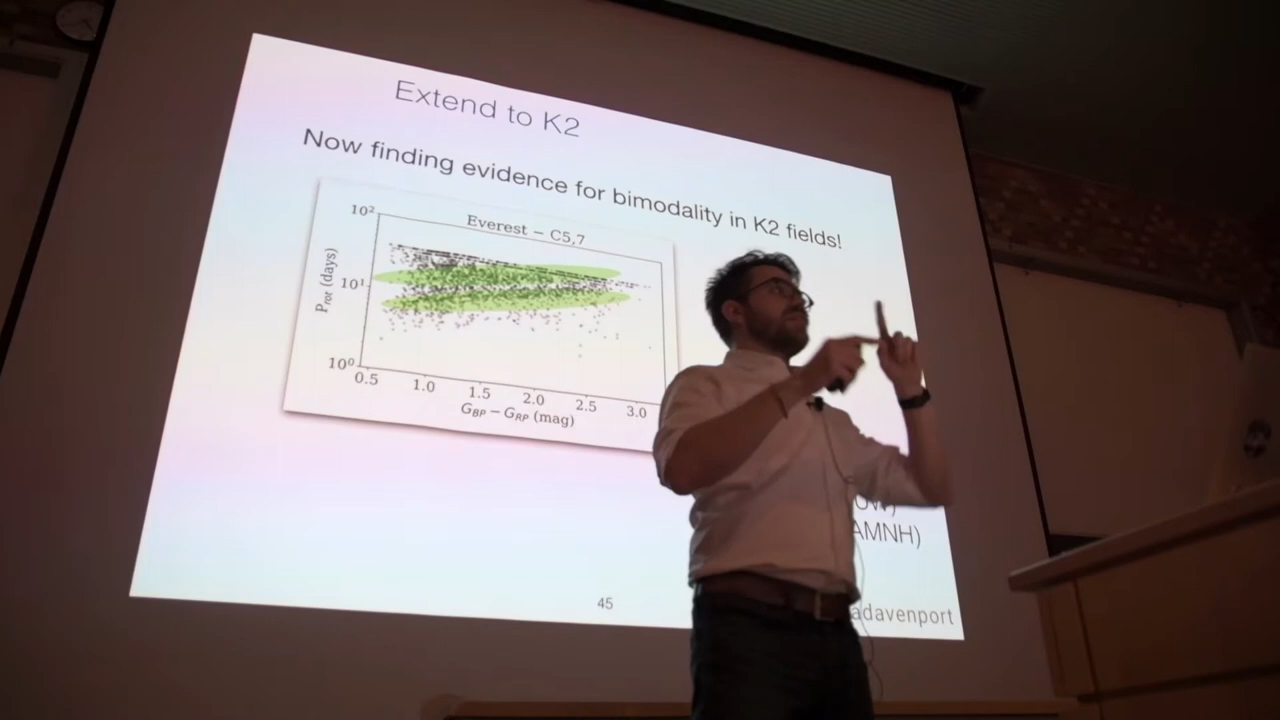 Extend to K2
Now finding evidence for bimodality in K2 fields!
Everest − C5,7
10²
10¹
10⁰
P_rot (days)
0.5 1.0 1.5 2.0 2.5 3.0
G_BP − G_RP (mag)
UW)
AMNH)
45
adavenport